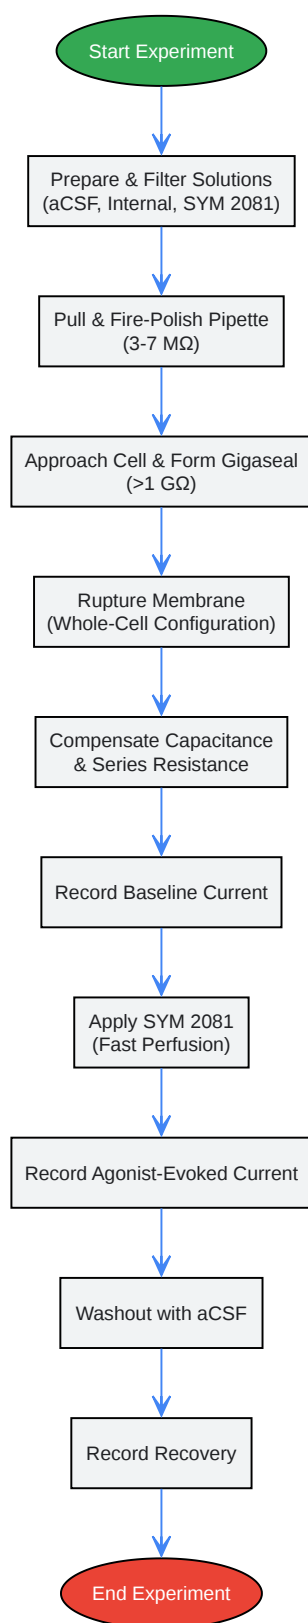 Start Experiment
Prepare & Filter Solutions
(aCSF, Internal, SYM 2081)
Pull & Fire-Polish Pipette
(3-7 MΩ)
Approach Cell & Form Gigaseal
(>1 GΩ)
Rupture Membrane
(Whole-Cell Configuration)
Compensate Capacitance
& Series Resistance
Record Baseline Current
Apply SYM 2081
(Fast Perfusion)
Record Agonist-Evoked Current
Washout with aCSF
Record Recovery
End Experiment